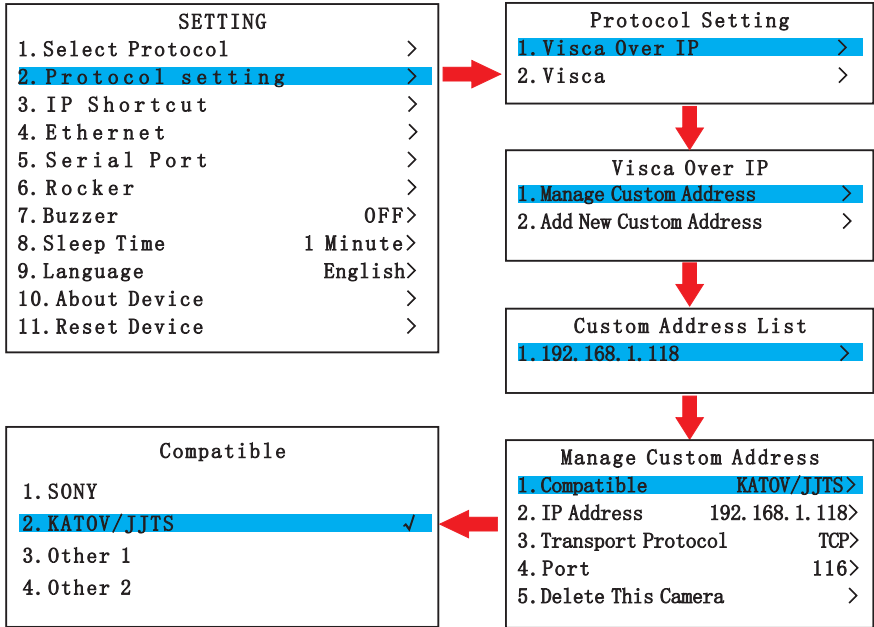 SETTING
1. Select Protocol >
2. Protocol setting >
3. IP Shortcut >
4. Ethernet >
5. Serial Port >
6. Rocker >
7. Buzzer OFF>
8. Sleep Time 1 Minute>
9. Language English>
10. About Device >
11. Reset Device >
Protocol Setting
1. Visca Over IP >
2. Visca >
Visca Over IP
1. Manage Custom Address >
2. Add New Custom Address >
Custom Address List
1. 192.168.1.118 >
Manage Custom Address
1. Compatible KATOV/JJTS>
2. IP Address 192.168.1.118>
3. Transport Protocol TCP>
4. Port 116>
5. Delete This Camera >
Compatible
1. SONY
2. KATOV/JJTS √
3. Other 1
4. Other 2